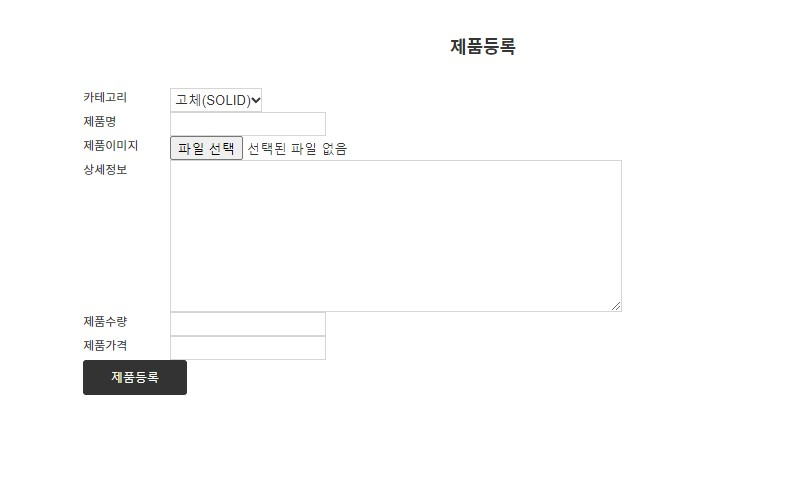 제품등록
카테고리 고체(SOLID)
제품명
제품이미지 파일 선택 선택된 파일 없음
상세정보
제품수량
제품가격
제품등록